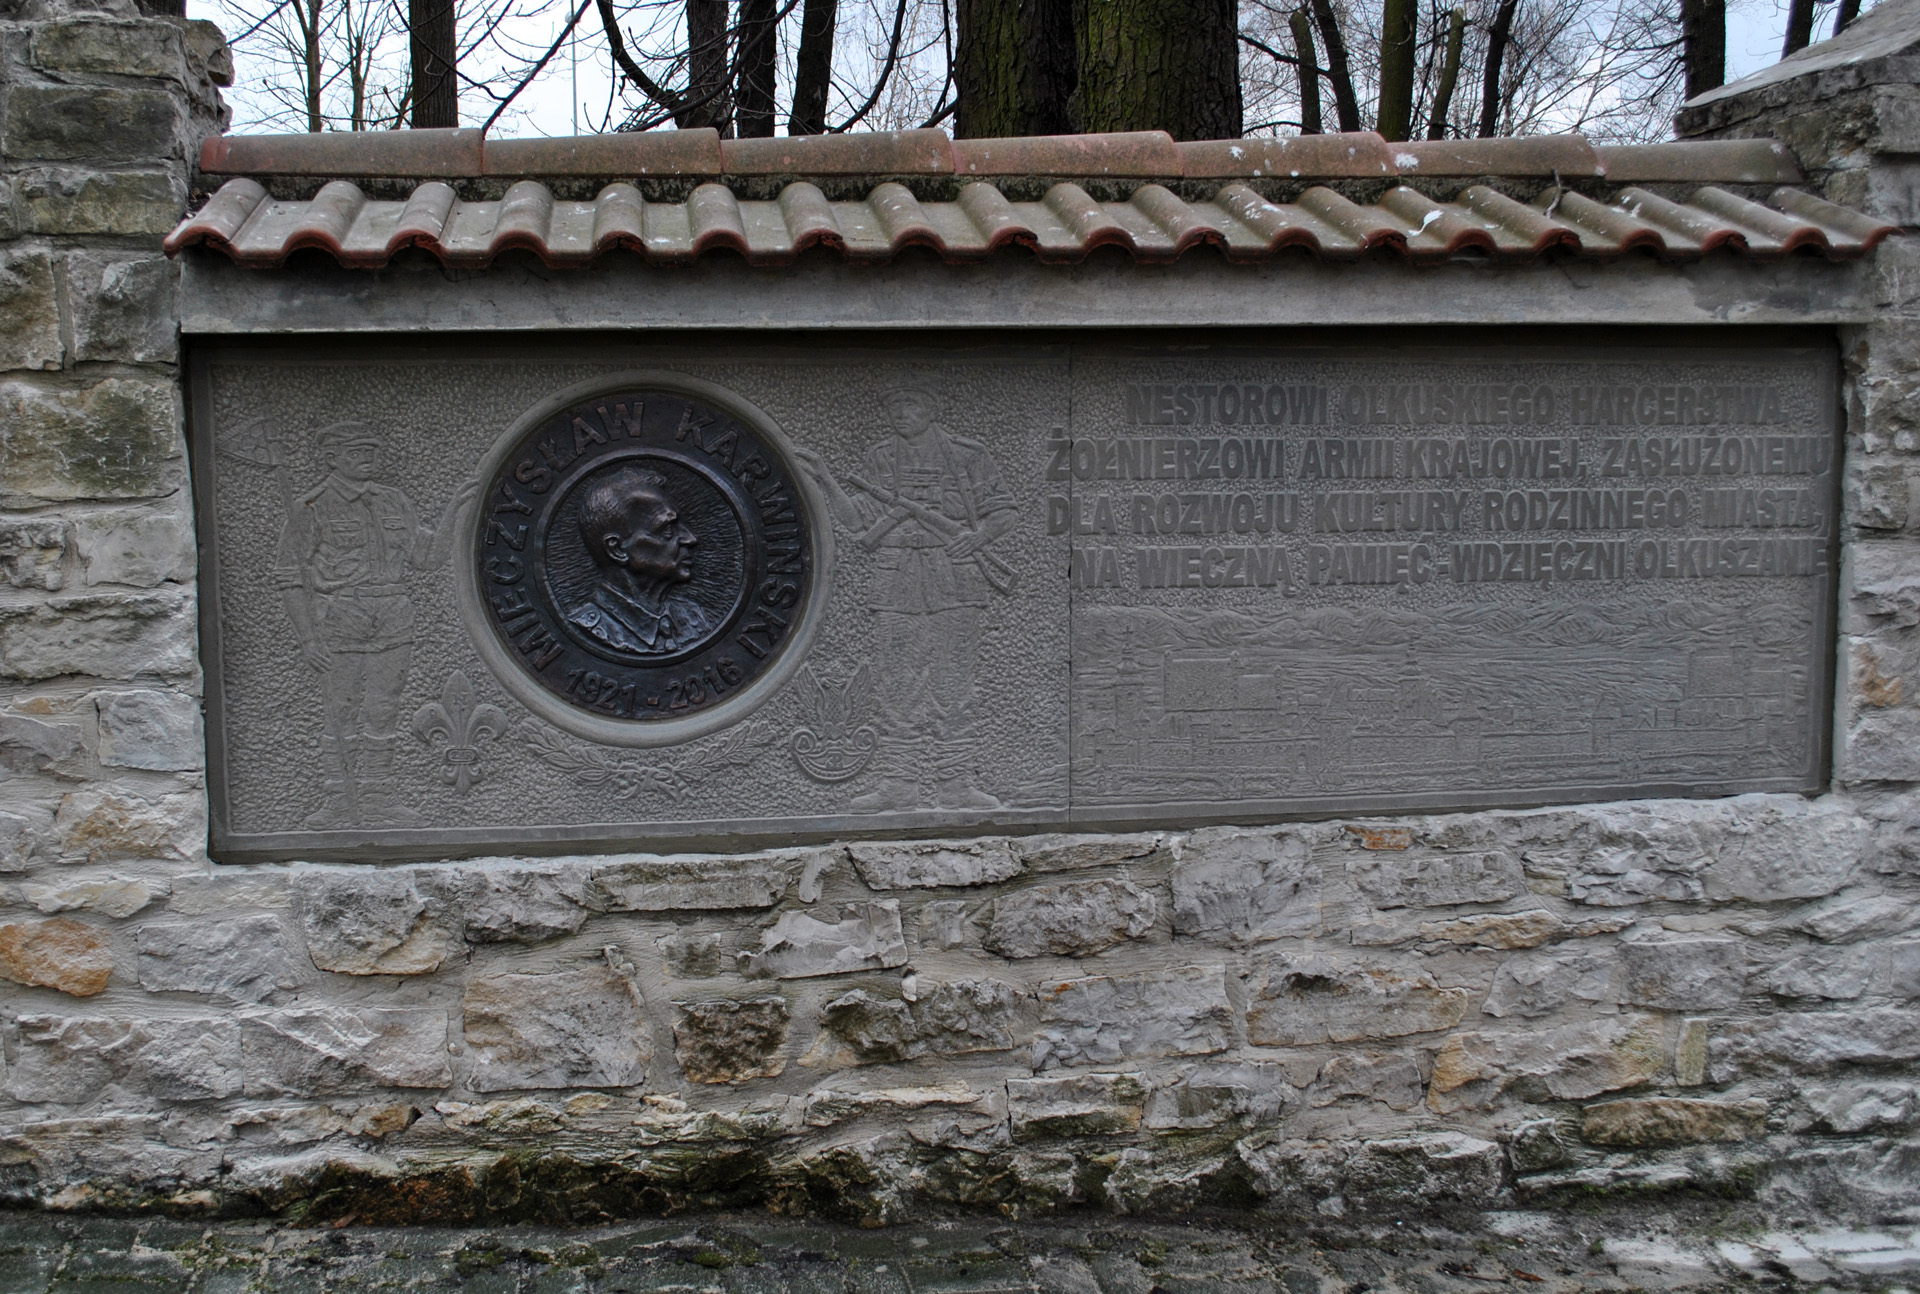 MIECZYSŁAW KARWIŃSKI
1921 - 2016
NESTOROWI OLKUSKIEGO HARCERSTWA.
ŻOŁNIERZOWI ARMII KRAJOWEJ, ZASŁUŻONEMU
DLA ROZWOJU KULTURY RODZINNEGO MIASTA,
NA WIECZNĄ PAMIĘĆ-WDZIĘCZNI OLKUSZANIE